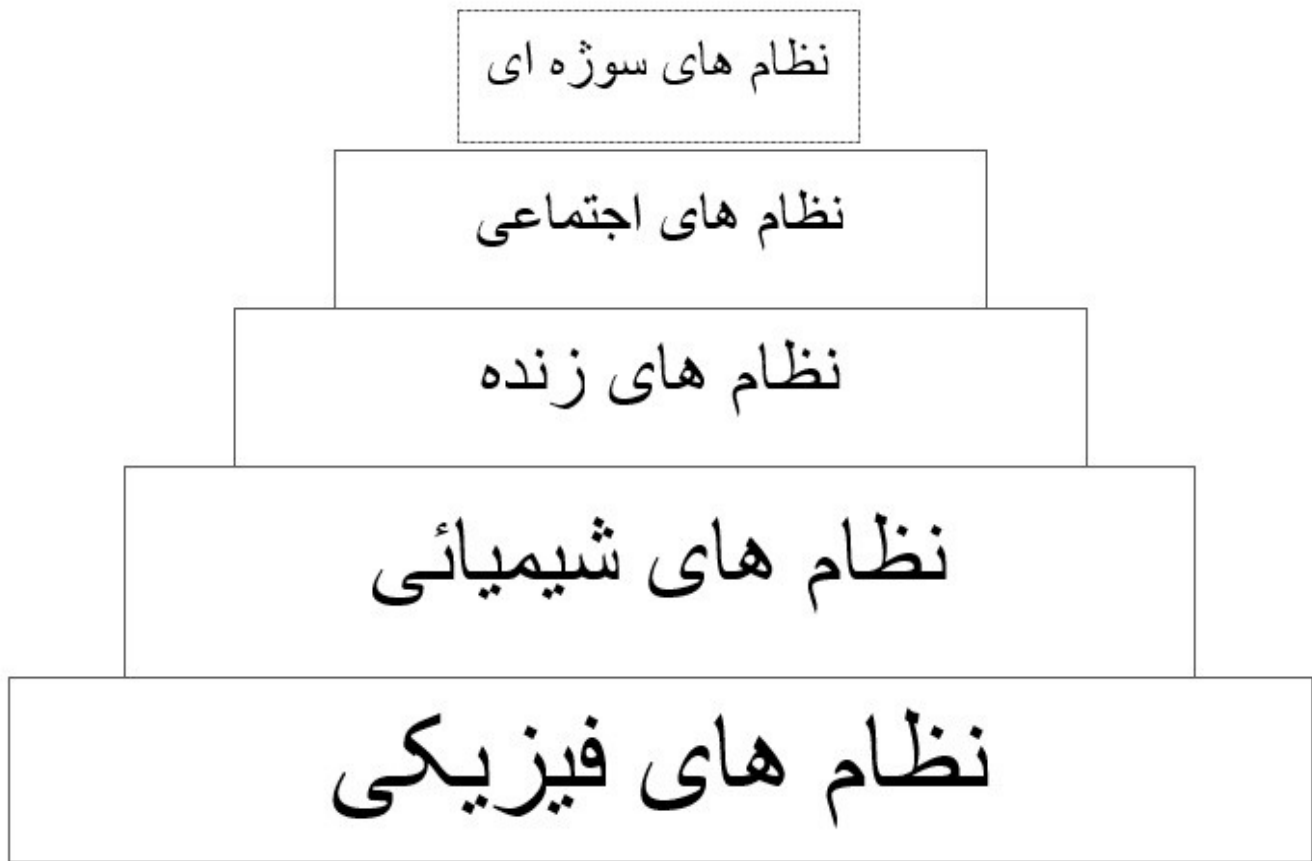 نظام های سوژه ای
نظام های اجتماعی
نظام های زنده
نظام های شیمیائی
نظام های فیزیکی